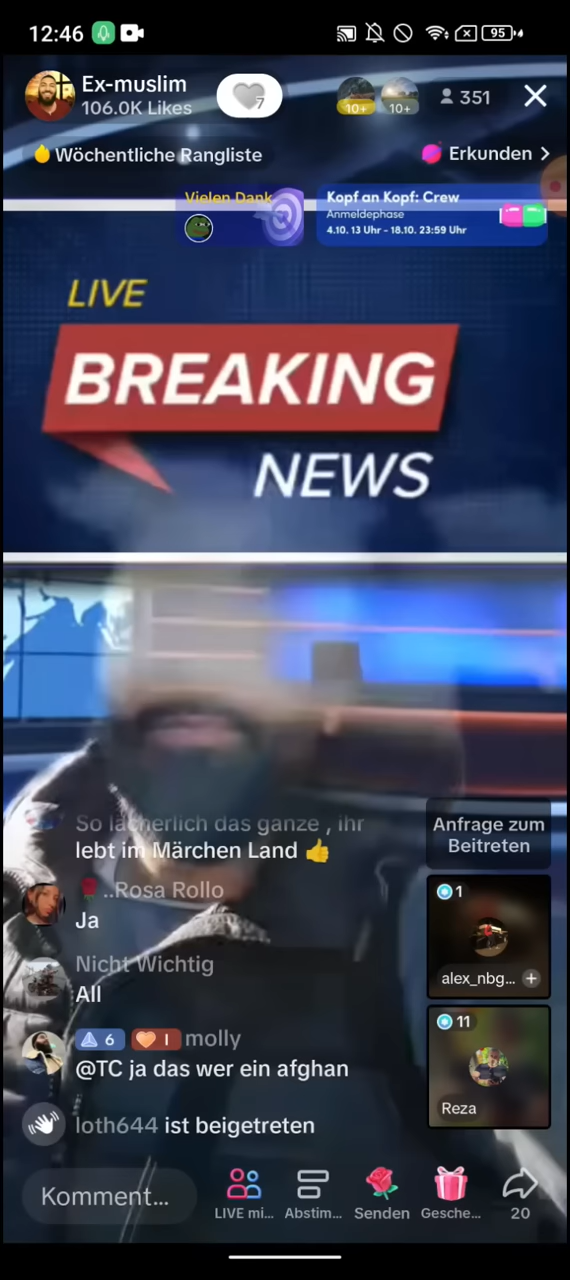 12:46
95
Ex-muslim
106.0K Likes
7
10+
10+
351
Wöchentliche Rangliste
Erkunden
Vielen Dank
Kopf an Kopf: Crew
Anmeldephase
4.10. 13 Uhr - 18.10. 23:59 Uhr
LIVE
BREAKING
NEWS
So lächerlich das ganze , ihr
lebt im Märchen Land 👍
Anfrage zum
Beitreten
🌹..Rosa Rollo
Ja
1
alex_nbg... +
Nicht Wichtig
All
6 I molly
@TC ja das wer ein afghan
11
Reza
loth644 ist beigetreten
Komment...
LIVE mi...
Abstim...
Senden
Gesche...
20